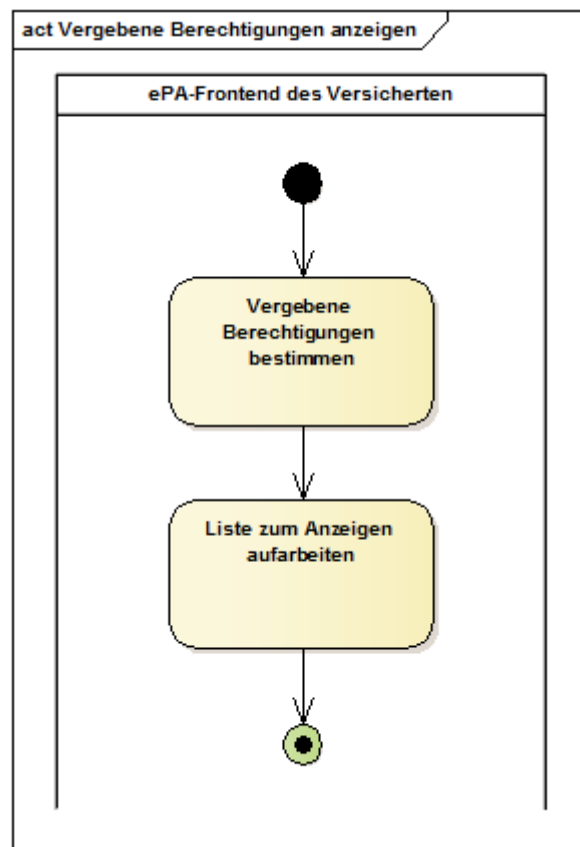 act Vergebene Berechtigungen anzeigen
ePA-Frontend des Versicherten
Vergebene
Berechtigungen
bestimmen
Liste zum Anzeigen
aufarbeiten